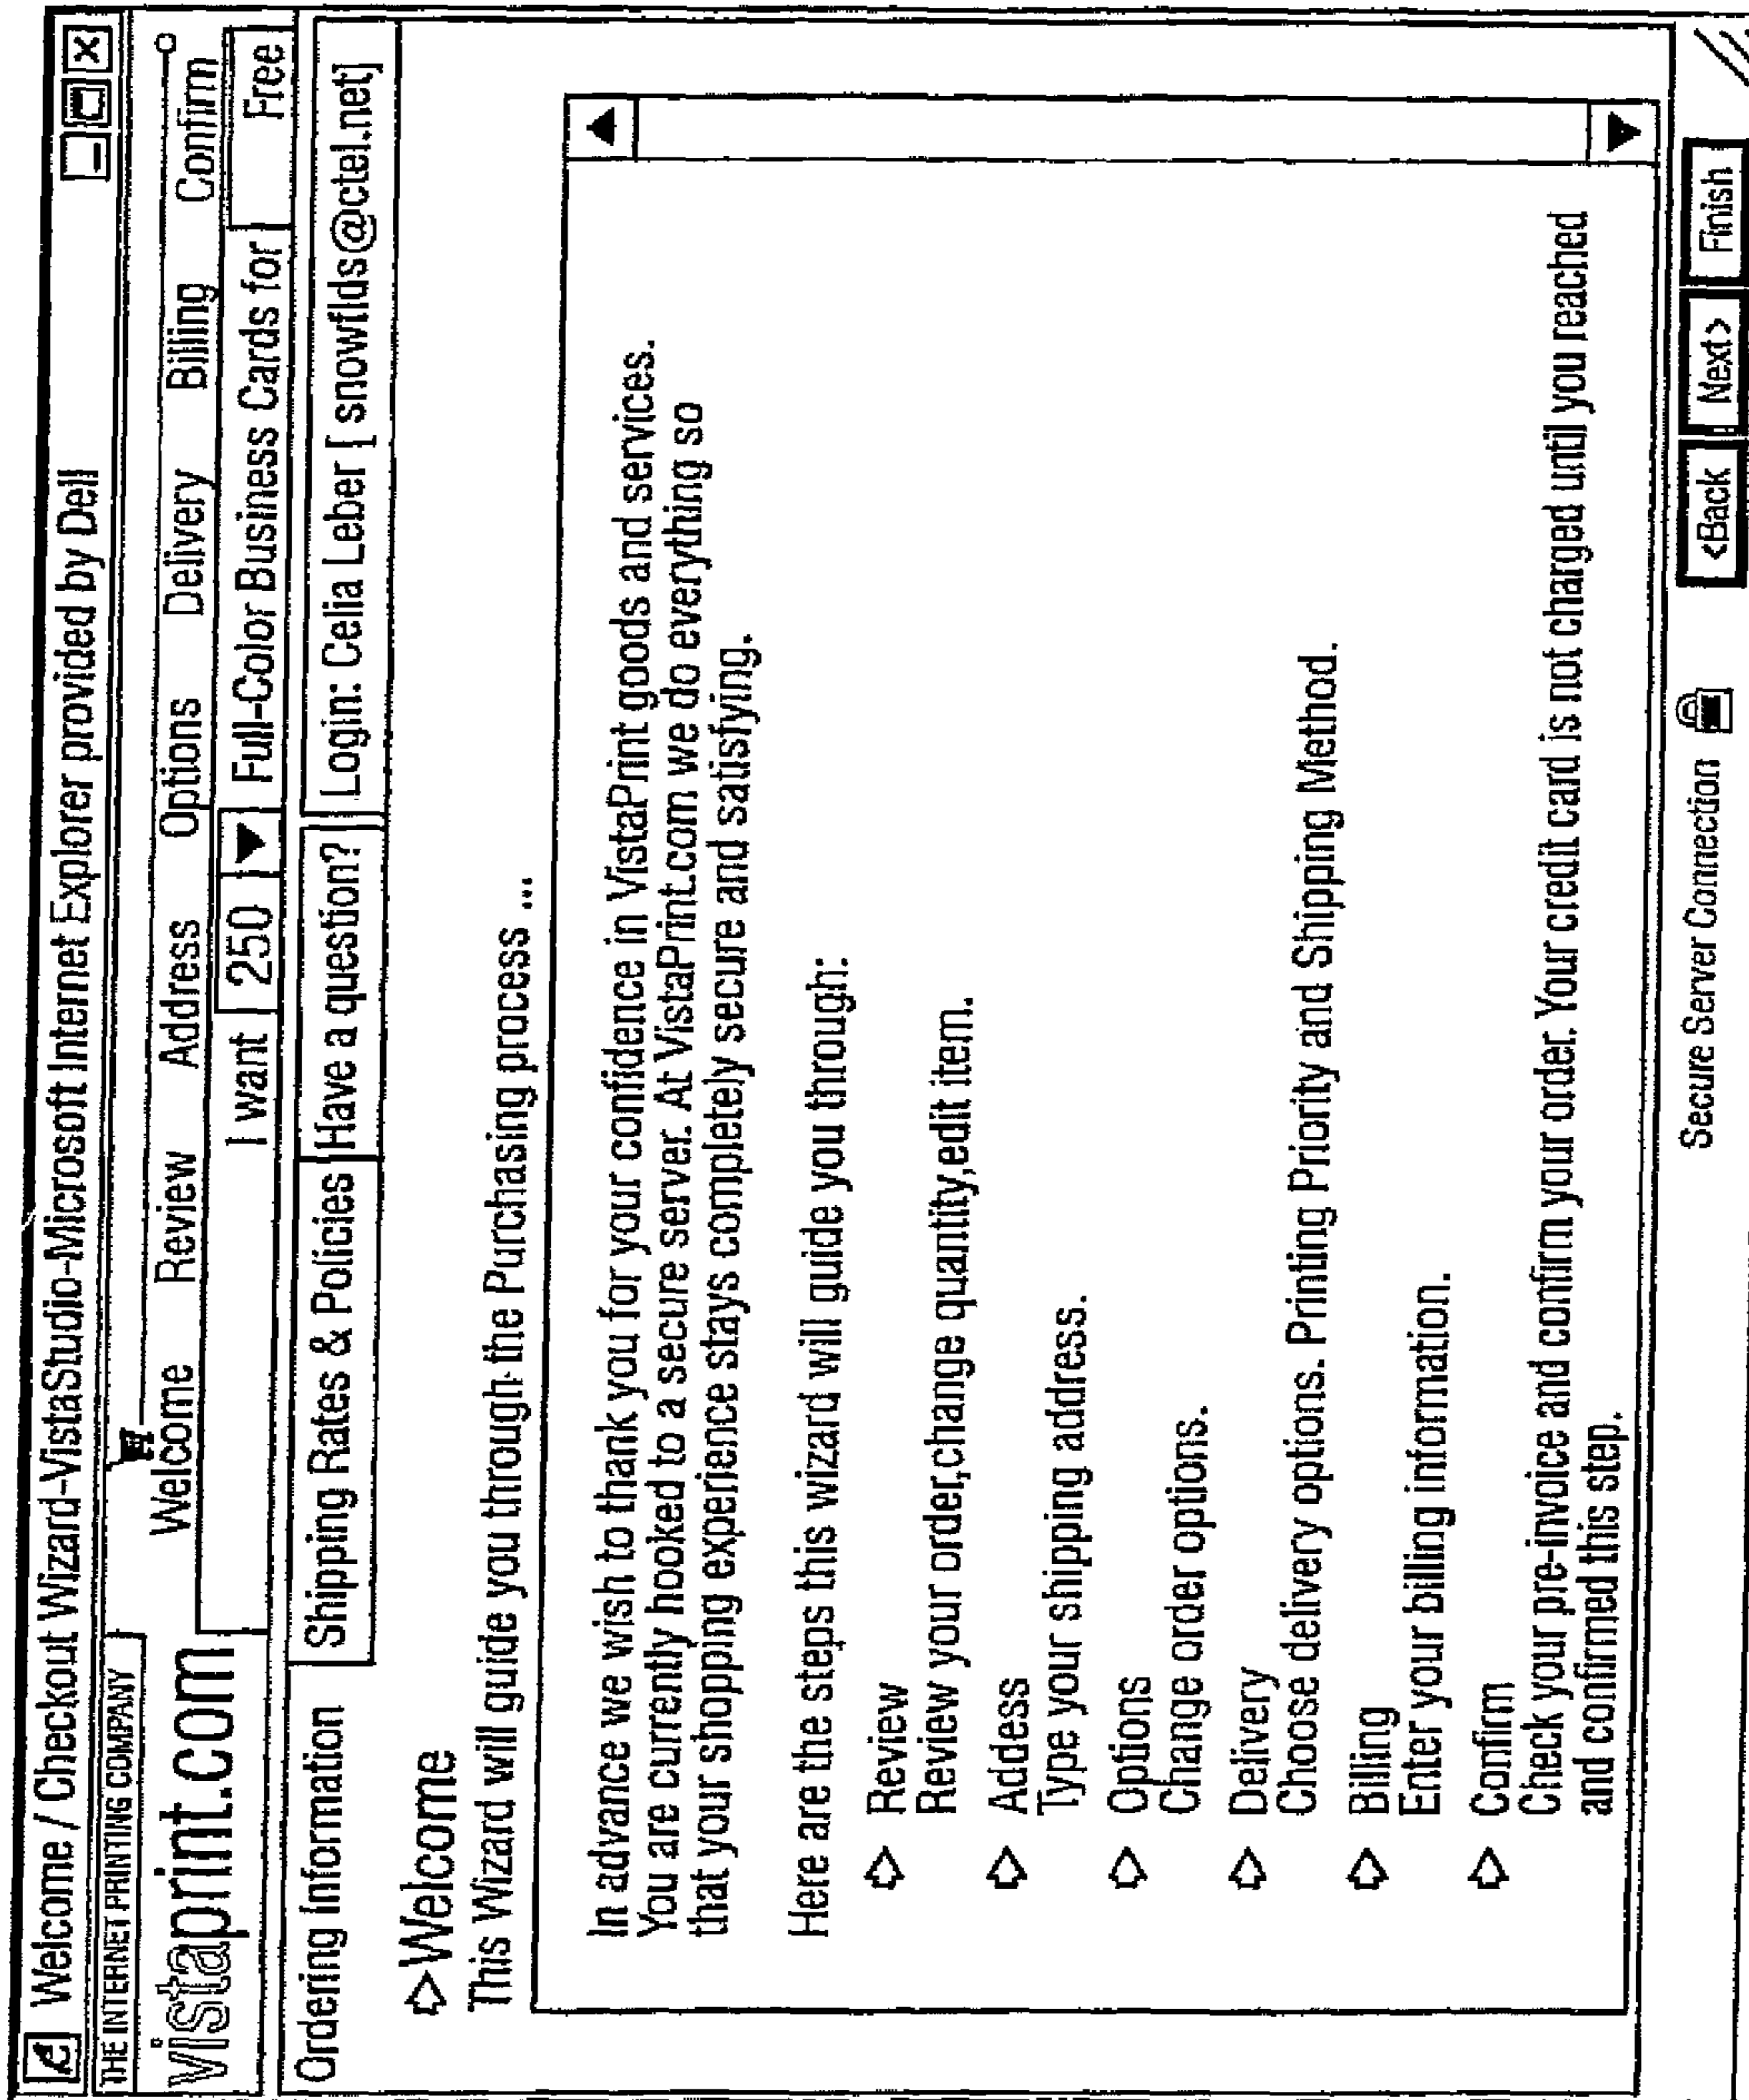 Welcome / Checkout Wizard-VistaStudio-Microsoft Internet Explorer provided by Dell
THE INTERNET PRINTING COMPANY
vistaprint.com
Welcome Review Address Options Delivery Billing Confirm
I want 250 Full-Color Business Cards for Free
Ordering Information Shipping Rates & Policies Have a question? Login: Celia Leber [ snowflds@ctel.net]
Welcome
This Wizard will guide you through the Purchasing process ...
In advance we wish to thank you for your confidence in VistaPrint goods and services.
You are currently hooked to a secure server. At VistaPrint.com we do everything so
that your shopping experience stays completely secure and satisfying.
Here are the steps this wizard will guide you through:
Review
Review your order,change quantity,edit item.
Addess
Type your shipping address.
Options
Change order options.
Delivery
Choose delivery options. Printing Priority and Shipping Method.
Billing
Enter your billing information.
Confirm
Check your pre-invoice and confirm your order. Your credit card is not charged until you reached
and confirmed this step.
Secure Server Connection <Back Next> Finish